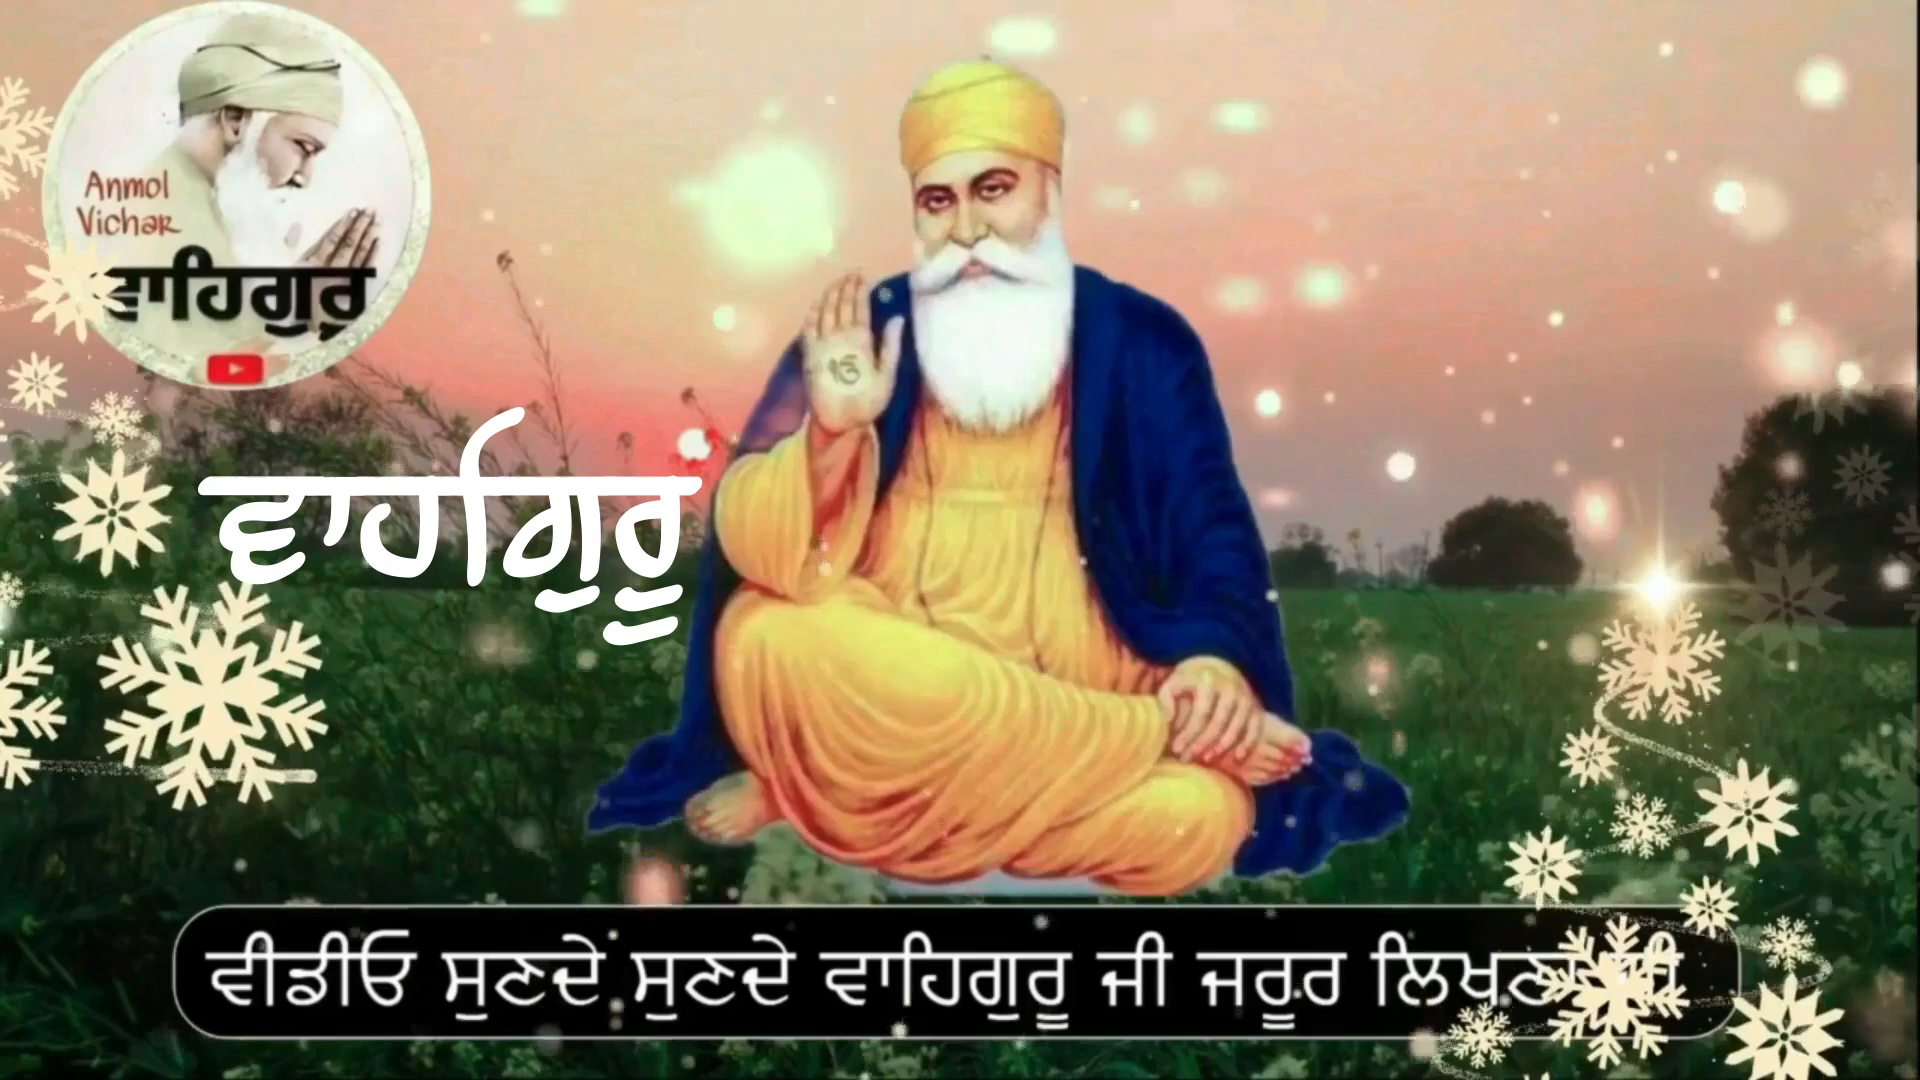 Anmol
Vichar
ਵਾਹਿਗੁਰੂ
ਵਾਹਿਗੁਰੂ
ੴ
ਵੀਡੀਓ ਸੁਣਦੇ ਸੁਣਦੇ ਵਾਹਿਗੁਰੂ ਜੀ ਜਰੂਰ ਲਿਖਣਾ ਜੀ